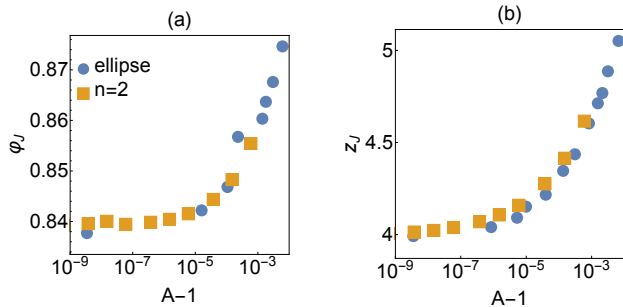 (a)
φJ
0.87
0.86
0.85
0.84
ellipse
n=2
10⁻⁹ 10⁻⁷ 10⁻⁵ 10⁻³
A-1
(b)
zJ
5
4.5
4
10⁻⁹ 10⁻⁷ 10⁻⁵ 10⁻³
A-1